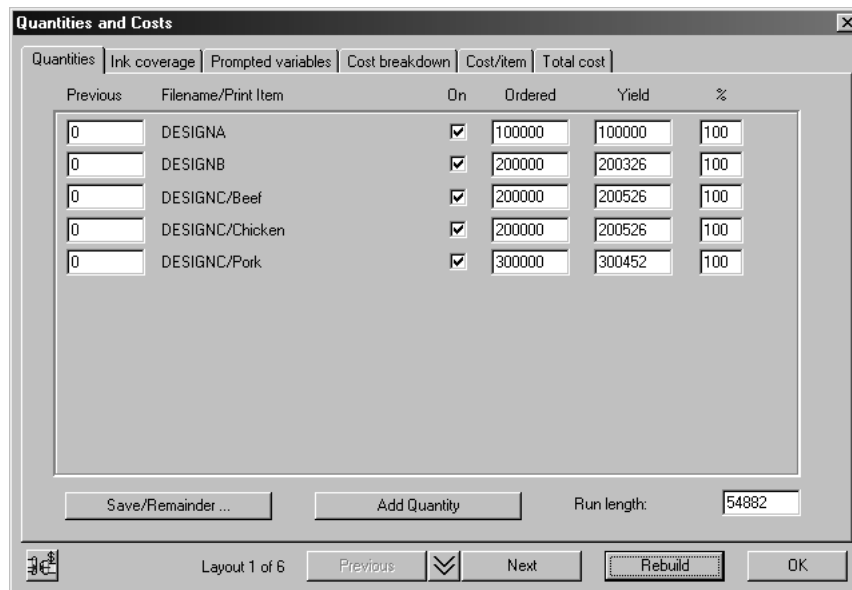 Quantities and Costs
Quantities Ink coverage Prompted variables Cost breakdown Cost/item Total cost
Previous Filename/Print Item On Ordered Yield %
0 DESIGNA 100000 100000 100
0 DESIGNB 200000 200326 100
0 DESIGNC/Beef 200000 200526 100
0 DESIGNC/Chicken 200000 200526 100
0 DESIGNC/Pork 300000 300452 100
Save/Remainder ... Add Quantity Run length: 54882
Layout 1 of 6 Previous Next Rebuild OK